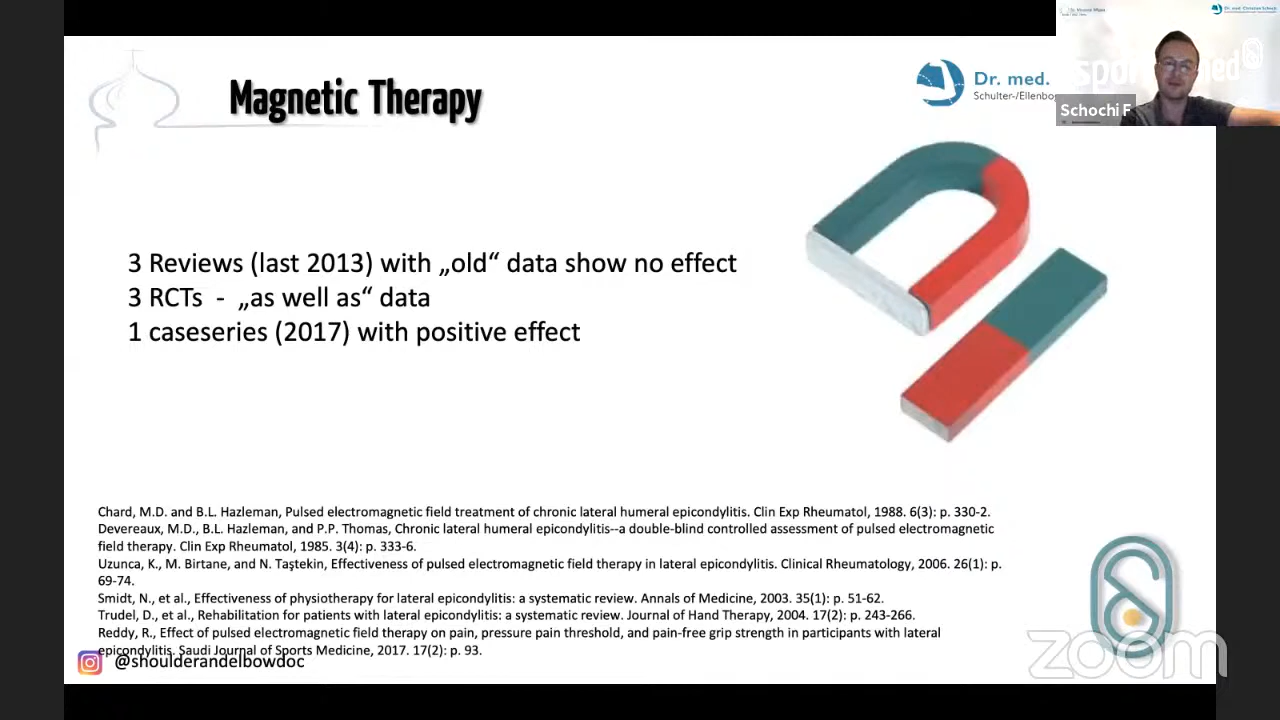 Magnetic Therapy
Dr. med.
Schulter-/Ellenbo
Dr. med. Christian Schoch
spor
med
Schochi F
3 Reviews (last 2013) with „old“ data show no effect
3 RCTs - „as well as“ data
1 caseseries (2017) with positive effect
Chard, M.D. and B.L. Hazleman, Pulsed electromagnetic field treatment of chronic lateral humeral epicondylitis. Clin Exp Rheumatol, 1988. 6(3): p. 330-2.
Devereaux, M.D., B.L. Hazleman, and P.P. Thomas, Chronic lateral humeral epicondylitis--a double-blind controlled assessment of pulsed electromagnetic
field therapy. Clin Exp Rheumatol, 1985. 3(4): p. 333-6.
Uzunca, K., M. Birtane, and N. Taştekin, Effectiveness of pulsed electromagnetic field therapy in lateral epicondylitis. Clinical Rheumatology, 2006. 26(1): p.
69-74.
Smidt, N., et al., Effectiveness of physiotherapy for lateral epicondylitis: a systematic review. Annals of Medicine, 2003. 35(1): p. 51-62.
Trudel, D., et al., Rehabilitation for patients with lateral epicondylitis: a systematic review. Journal of Hand Therapy, 2004. 17(2): p. 243-266.
Reddy, R., Effect of pulsed electromagnetic field therapy on pain, pressure pain threshold, and pain-free grip strength in participants with lateral
epicondylitis. Saudi Journal of Sports Medicine, 2017. 17(2): p. 93.
@shoulderandelbowdoc
zoom